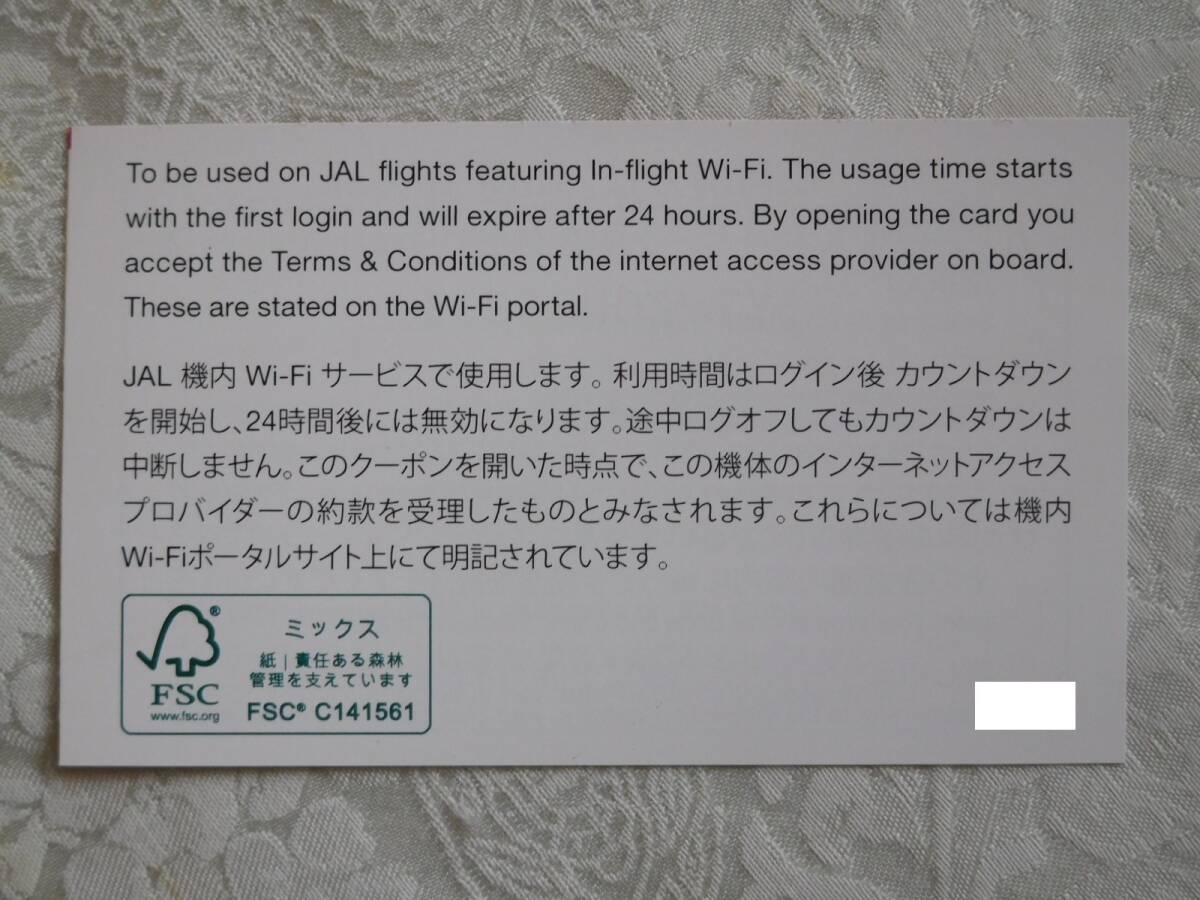 To be used on JAL flights featuring In-flight Wi-Fi. The usage time starts
with the first login and will expire after 24 hours. By opening the card you
accept the Terms & Conditions of the internet access provider on board.
These are stated on the Wi-Fi portal.
JAL 機内 Wi-Fi サービスで使用します。利用時間はログイン後 カウントダウン
を開始し、24時間後には無効になります。途中ログオフしてもカウントダウンは
中断しません。このクーポンを開いた時点で、この機体のインターネットアクセス
プロバイダーの約款を受理したものとみなされます。これらについては機内
Wi-Fiポータルサイト上にて明記されています。
®
FSC
www.fsc.org
ミックス
紙 | 責任ある森林
管理を支えています
FSC® C141561